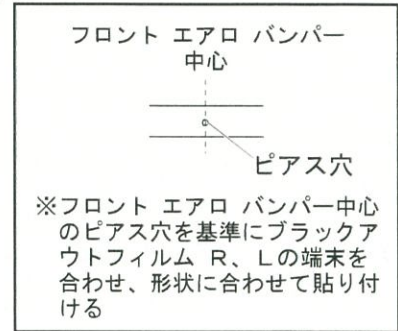 フロント エアロ バンパー
中心
ピアス穴
※フロント エアロ バンパー中心
のピアス穴を基準にブラックア
ウトフィルム R、Lの端末を
合わせ、形状に合わせて貼り付
ける